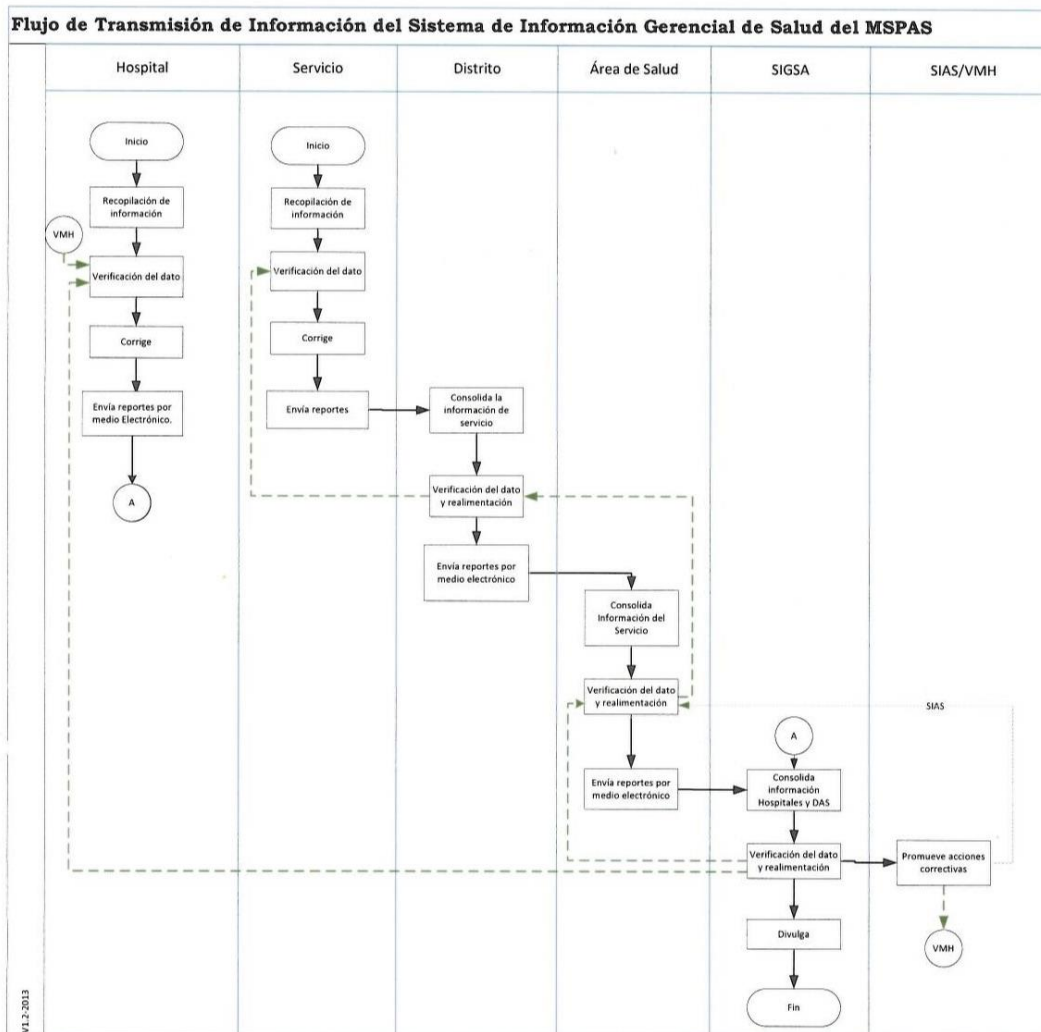 Flujo de Transmisión de Información del Sistema de Información Gerencial de Salud del MSPAS
Hospital
Servicio
Distrito
Área de Salud
SIGSA
SIAS/VMH
Inicio
Recopilación de
información
VMH
Verificación del dato
Corrige
Envía reportes por
medio Electrónico.
A
Inicio
Recopilación de
información
Verificación del dato
Corrige
Envía reportes
Consolida la
información de
servicio
Verificación del dato
y realimentación
Envía reportes por
medio electrónico
Consolida
Información del
Servicio
Verificación del dato
y realimentación
Envía reportes por
medio electrónico
SIAS
A
Consolida
información
Hospitales y DAS
Verificación del dato
y realimentación
Divulga
Fin
Promueve acciones
correctivas
VMH
V1.2-2013